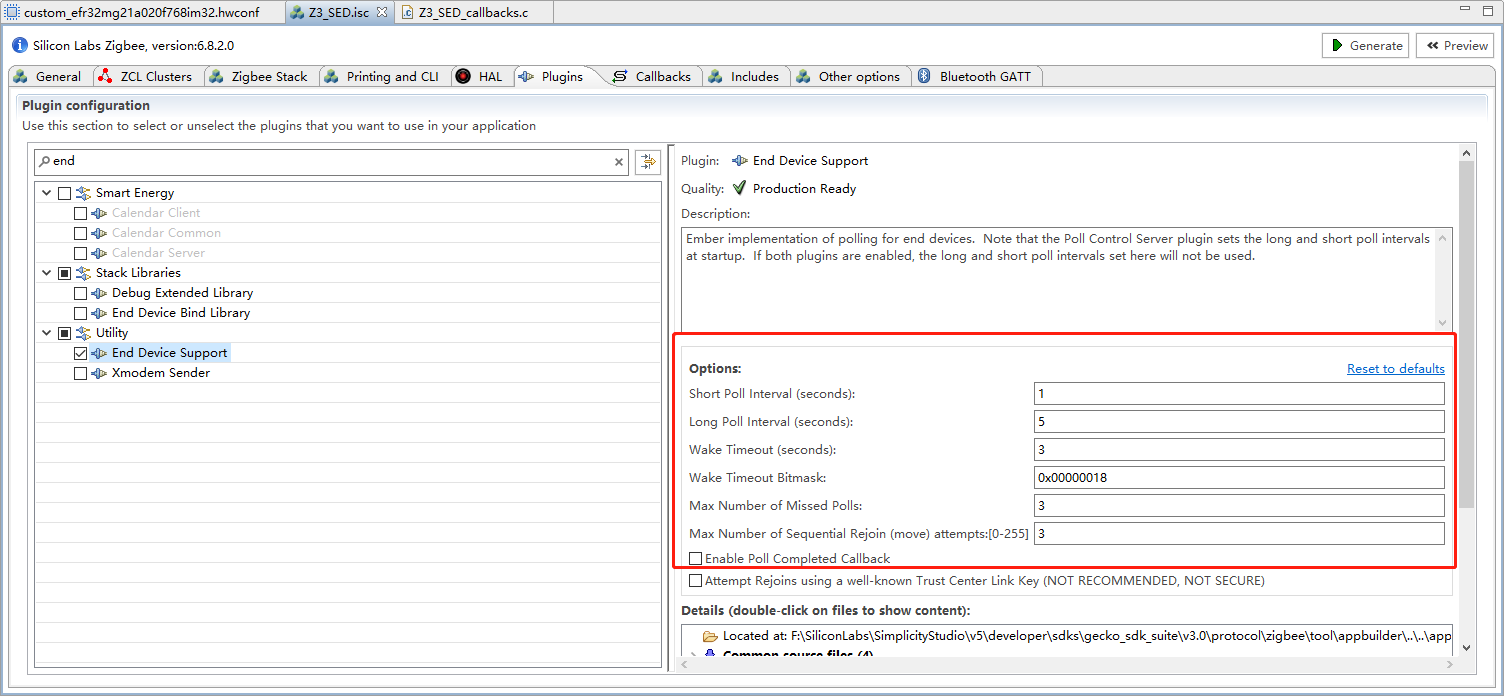 custom_efr32mg21a020f768im32.hwconf
Z3_SED.isc
Z3_SED_callbacks.c
Silicon Labs Zigbee, version:6.8.2.0
Generate
Preview
General
ZCL Clusters
Zigbee Stack
Printing and CLI
HAL
Plugins
Callbacks
Includes
Other options
Bluetooth GATT
Plugin configuration
Use this section to select or unselect the plugins that you want to use in your application
end
Smart Energy
Calendar Client
Calendar Common
Calendar Server
Stack Libraries
Debug Extended Library
End Device Bind Library
Utility
End Device Support
Xmodem Sender
Plugin: End Device Support
Quality: Production Ready
Description:
Ember implementation of polling for end devices.  Note that the Poll Control Server plugin sets the long and short poll intervals
at startup.  If both plugins are enabled, the long and short poll intervals set here will not be used.
Options:
Reset to defaults
Short Poll Interval (seconds): 1
Long Poll Interval (seconds): 5
Wake Timeout (seconds): 3
Wake Timeout Bitmask: 0x00000018
Max Number of Missed Polls: 3
Max Number of Sequential Rejoin (move) attempts:[0-255] 3
Enable Poll Completed Callback
Attempt Rejoins using a well-known Trust Center Link Key (NOT RECOMMENDED, NOT SECURE)
Details (double-click on files to show content):
Located at: F:\SiliconLabs\SimplicityStudio\v5\developer\sdks\gecko_sdk_suite\v3.0\protocol\zigbee\tool\appbuilder\..\..\app
Common source files (4)